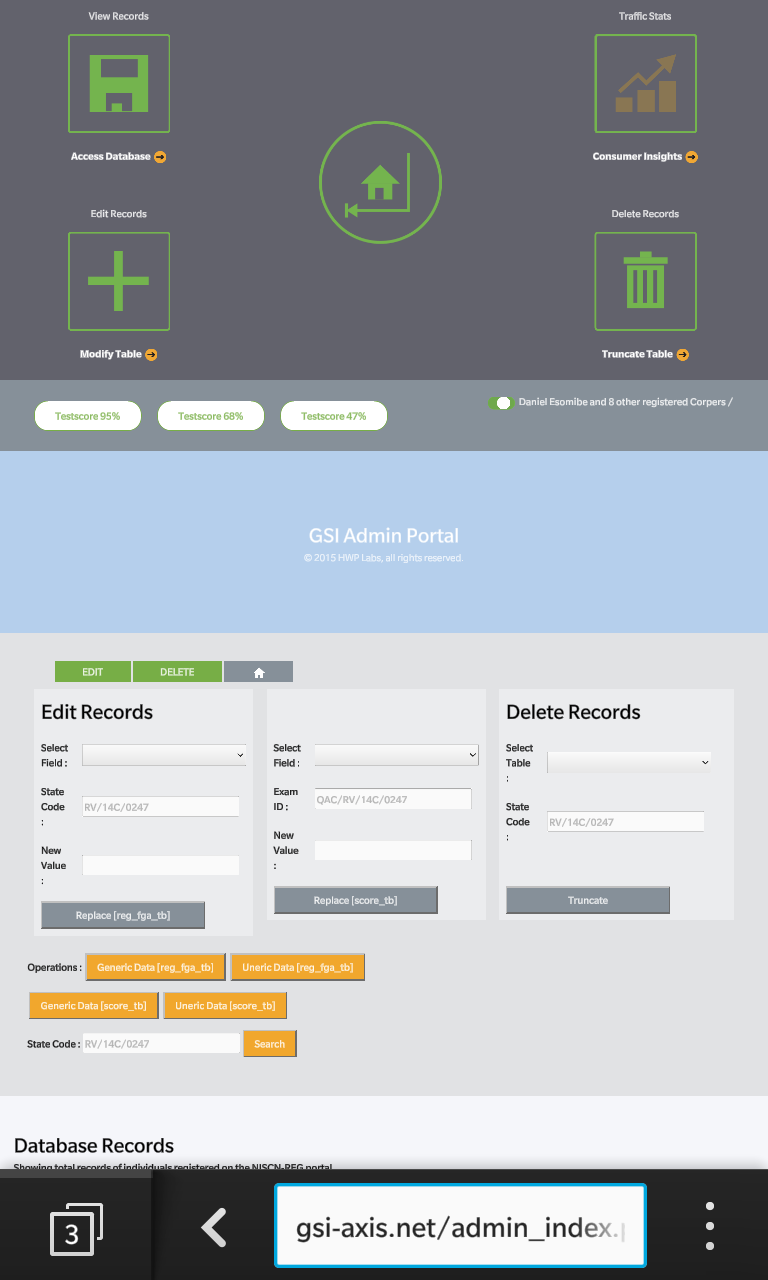 View Records
Traffic Stats
Access Database
Consumer Insights
Edit Records
Delete Records
Modify Table
Truncate Table
Testscore 95%
Testscore 68%
Testscore 47%
Daniel Esomibe and 8 other registered Corpers /
GSI Admin Portal
© 2015 HWP Labs, all rights reserved.
EDIT
DELETE
Edit Records
Select
Field :
State
Code
:
RV/14C/0247
New
Value
:
Replace [reg_fga_tb]
Select
Field :
Exam
ID :
QAC/RV/14C/0247
New
Value
:
Replace [score_tb]
Delete Records
Select
Table
:
State
Code
:
RV/14C/0247
Truncate
Operations :
Generic Data [reg_fga_tb]
Uneric Data [reg_fga_tb]
Generic Data [score_tb]
Uneric Data [score_tb]
State Code :
RV/14C/0247
Search
Database Records
Showing total records of individuals registered on the NISCN-REG portal
3
gsi-axis.net/admin_index.